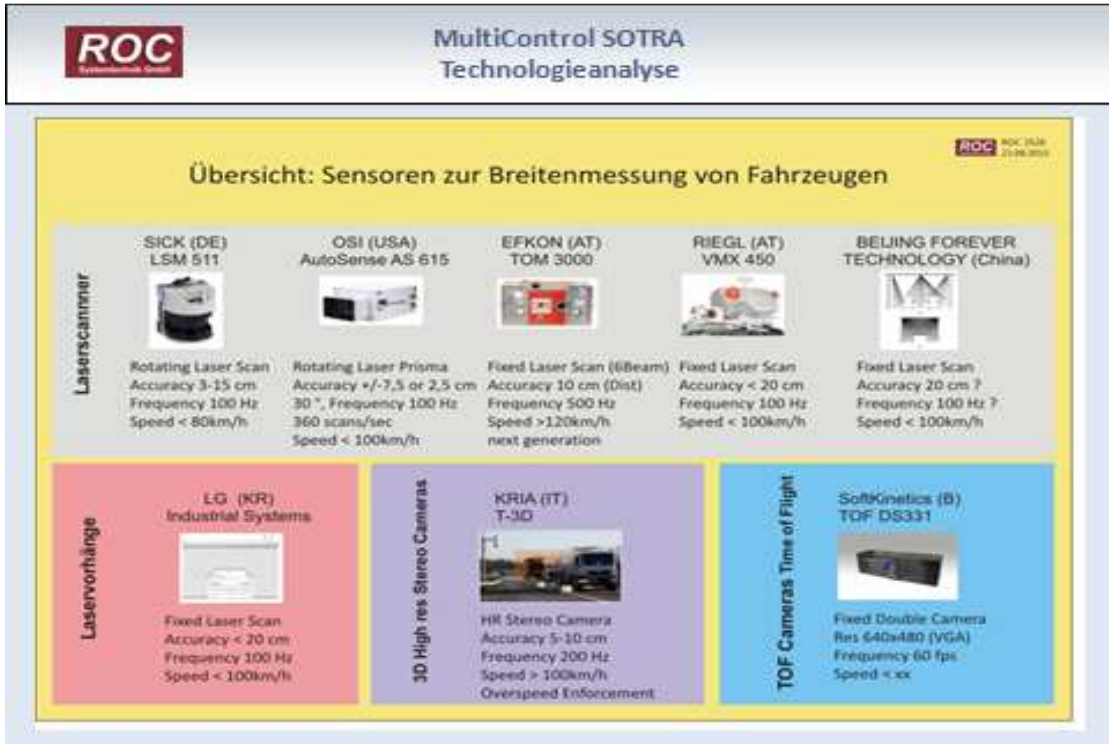 ROC
Systemtechnik GmbH
MultiControl SOTRA
Technologieanalyse
ROC
Übersicht: Sensoren zur Breitenmessung von Fahrzeugen
Laserscannner
SICK (DE)
LSM 511
Rotating Laser Scan
Accuracy 3-15 cm
Frequency 100 Hz
Speed < 80km/h
OSI (USA)
AutoSense AS 615
Rotating Laser Prisma
Accuracy +/-7,5 or 2,5 cm
30 °, Frequency 100 Hz
360 scans/sec
Speed < 100km/h
EFKON (AT)
TOM 3000
Fixed Laser Scan (6Beam)
Accuracy 10 cm (Dist)
Frequency 500 Hz
Speed >120km/h
next generation
RIEGL (AT)
VMX 450
Fixed Laser Scan
Accuracy < 20 cm
Frequency 100 Hz
Speed < 100km/h
BEIJING FOREVER
TECHNOLOGY (China)
Fixed Laser Scan
Accuracy 20 cm ?
Frequency 100 Hz ?
Speed < 100km/h
Laservorhänge
LG (KR)
Industrial Systems
Fixed Laser Scan
Accuracy < 20 cm
Frequency 100 Hz
Speed < 100km/h
3D High res Stereo Cameras
KRIA (IT)
T-3D
HR Stereo Camera
Accuracy 5-10 cm
Frequency 200 Hz
Speed > 100km/h
Overspeed Enforcement
TOF Cameras Time of Flight
SoftKinetics (B)
TOF DS331
Fixed Double Camera
Res 640x480 (VGA)
Frequency 60 fps
Speed < xx